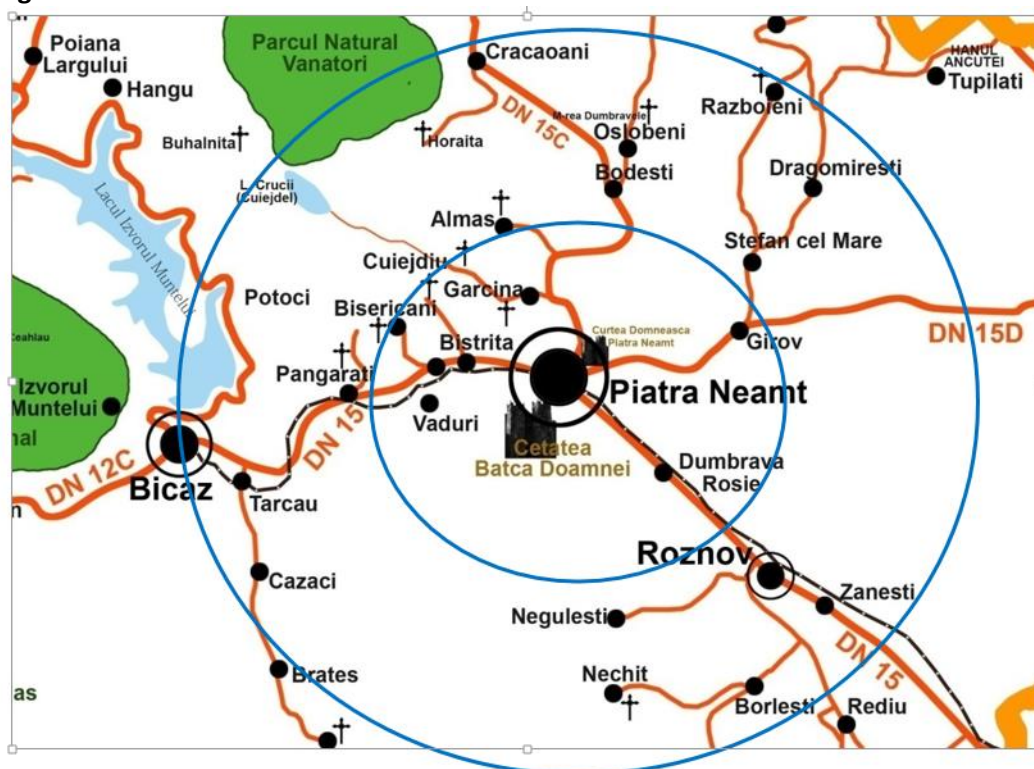 Poiana
Largului
Hangu
Parcul Natural
Vanatori
Cracaoani
HANUL
ANCUTEI
Tupilati
Razboieni
DN 15C
M-rea Dumbravele
Oslobeni
Buhalnita
Horaita
Bodesti
Dragomiresti
L. Crucii
(Cuiejdel)
Lacul Izvorul Muntelui
Almas
Stefan cel Mare
Cuiejdiu
Garcina
Potoci
Bisericani
Curtea Domneasca
Piatra Neamt
DN 15D
Girov
Ceahlau
Bistrita
Pangarati
Piatra Neamt
Izvorul
Muntelui
Vaduri
DN 15
Cetatea
Batca Doamnei
nal
Dumbrava
Rosie
DN 12C
Bicaz
Tarcau
Roznov
Cazaci
Zanesti
Negulesti
DN 15
Nechit
Brates
as
Borlesti
Rediu